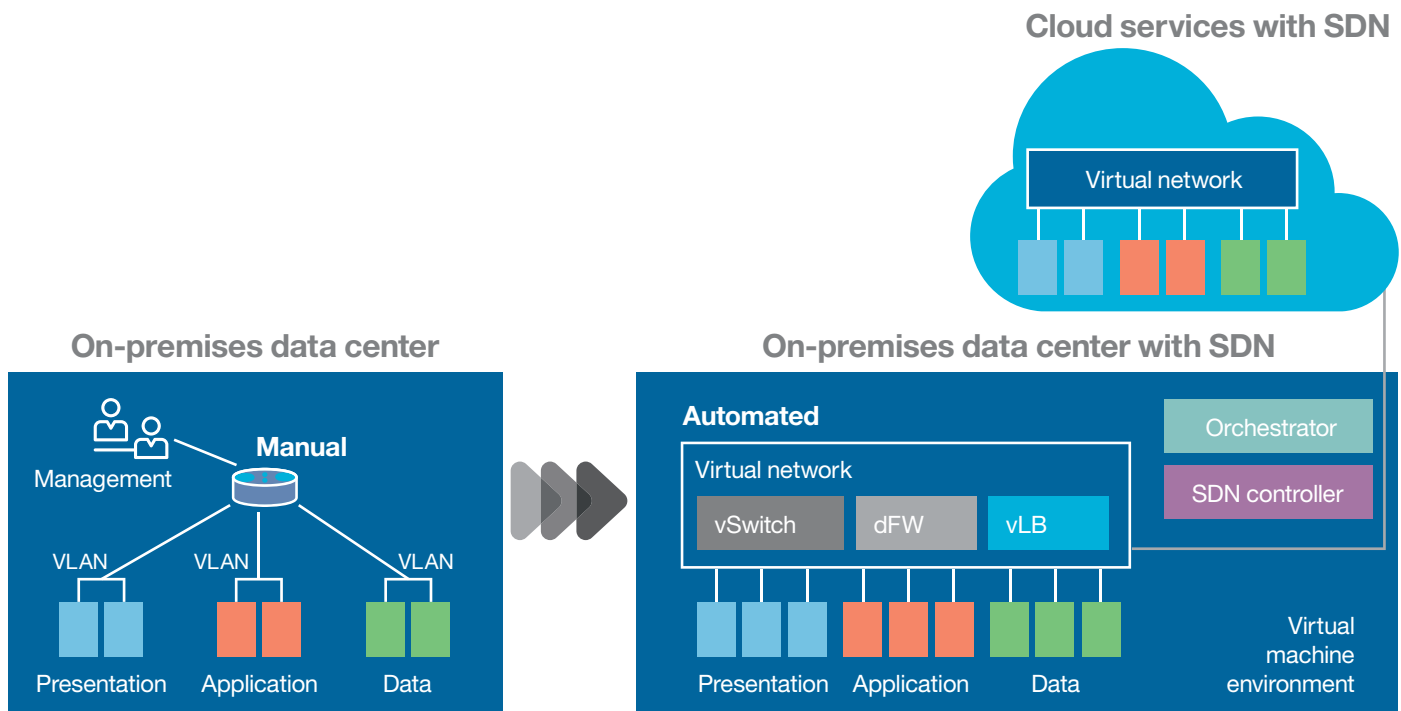 Cloud services with SDN
Virtual network
On-premises data center
Management
Manual
VLAN
VLAN
VLAN
Presentation
Application
Data
On-premises data center with SDN
Automated
Virtual network
vSwitch
dFW
vLB
Orchestrator
SDN controller
Presentation
Application
Data
Virtual
machine
environment